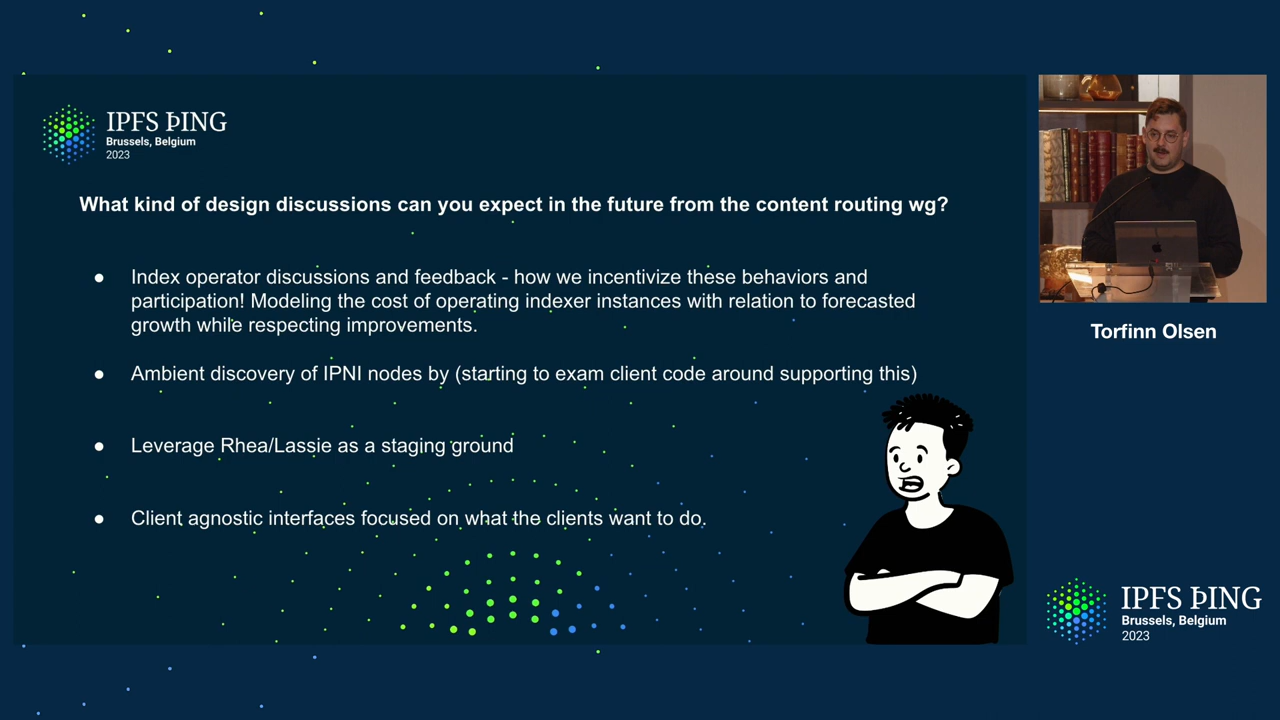 IPFS ÞING
Brussels, Belgium
2023
What kind of design discussions can you expect in the future from the content routing wg?
● Index operator discussions and feedback - how we incentivize these behaviors and
participation! Modeling the cost of operating indexer instances with relation to forecasted
growth while respecting improvements.
● Ambient discovery of IPNI nodes by (starting to exam client code around supporting this)
● Leverage Rhea/Lassie as a staging ground
● Client agnostic interfaces focused on what the clients want to do.
Torfinn Olsen
IPFS ÞING
Brussels, Belgium
2023